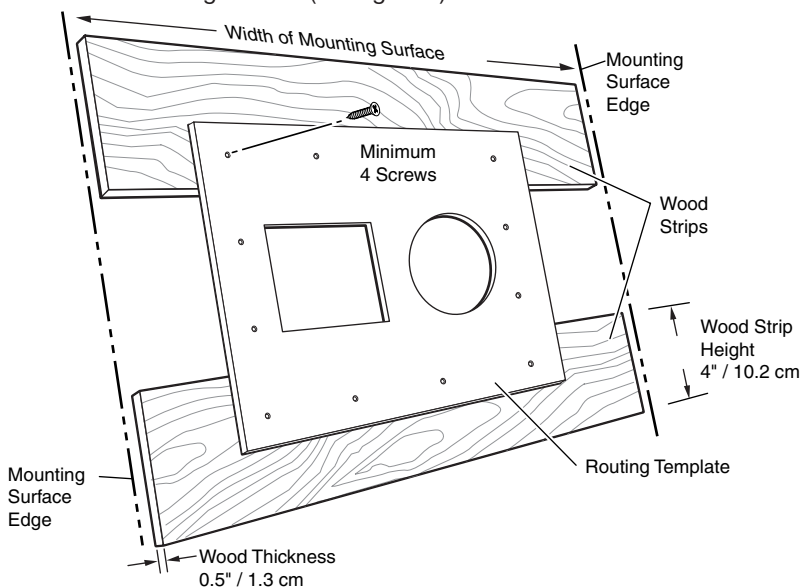 Width of Mounting Surface
Mounting
Surface
Edge
Minimum
4 Screws
Wood
Strips
Wood Strip
Height
4" / 10.2 cm
Routing Template
Mounting
Surface
Edge
Wood Thickness
0.5" / 1.3 cm